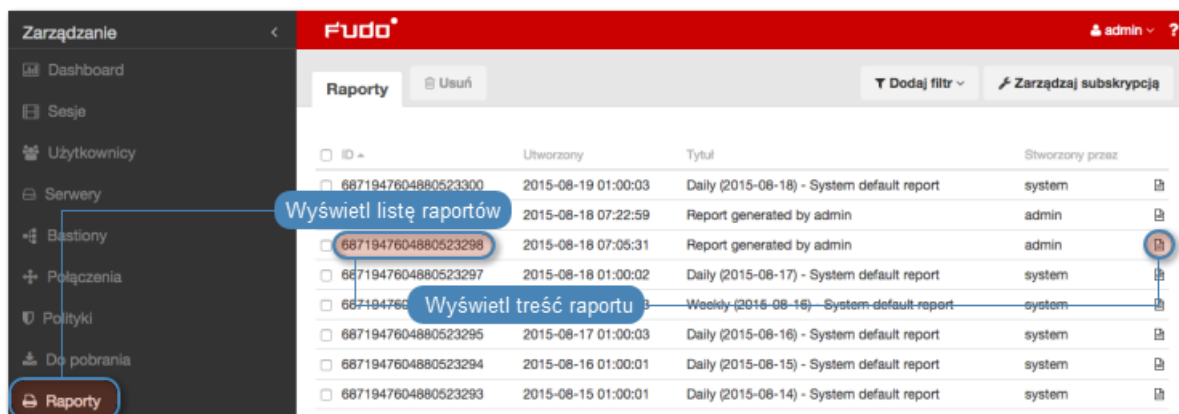 Zarządzanie
Dashboard
Sesje
Użytkownicy
Serwery
Bastiony
Połączenia
Polityki
Do pobrania
Raporty
FUDO
admin ?
Raporty Usuń Dodaj filtr Zarządzaj subskrypcją
ID Utworzony Tytuł Stworzony przez
6871947604880523300 2015-08-19 01:00:03 Daily (2015-08-18) - System default report system
Wyświetl listę raportów
2015-08-18 07:22:59 Report generated by admin admin
6871947604880523298 2015-08-18 07:05:31 Report generated by admin admin
6871947604880523297 2015-08-18 01:00:02 Daily (2015-08-17) - System default report system
Wyświetl treść raportu
Weekly (2015-08-16) - System default report system
6871947604880523295 2015-08-17 01:00:03 Daily (2015-08-16) - System default report system
6871947604880523294 2015-08-16 01:00:01 Daily (2015-08-15) - System default report system
6871947604880523293 2015-08-15 01:00:01 Daily (2015-08-14) - System default report system